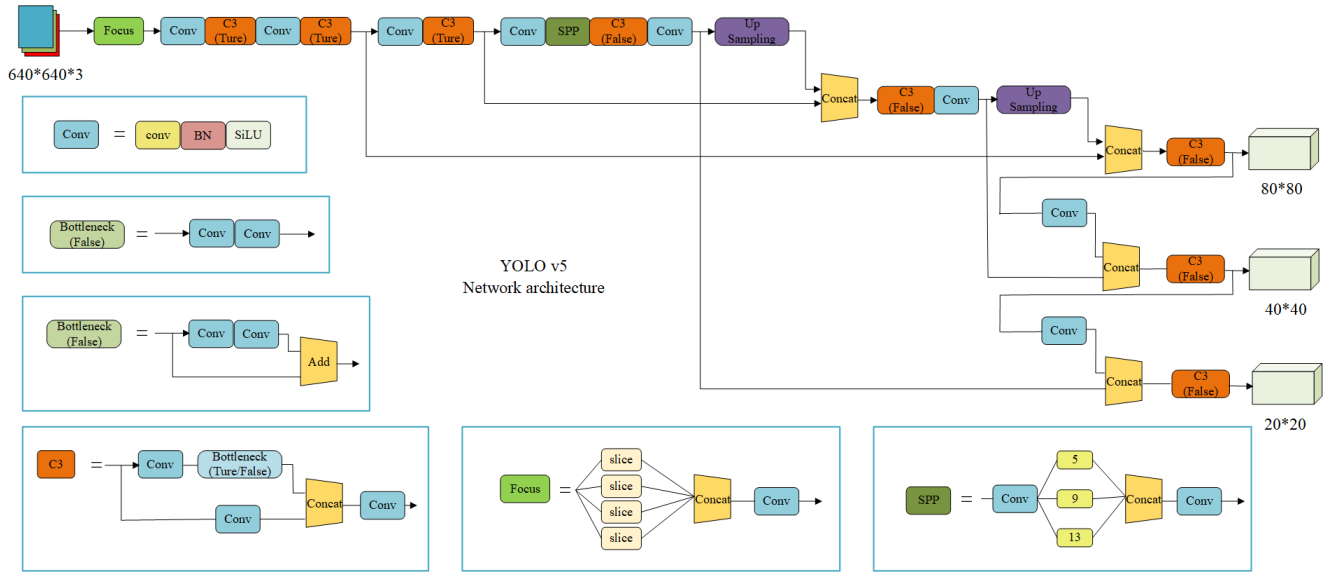 640*640*3
Focus
Conv
C3
(Ture)
Conv
C3
(Ture)
Conv
C3
(Ture)
Conv
SPP
C3
(False)
Conv
Up
Sampling
Concat
C3
(False)
Conv
Up
Sampling
Concat
C3
(False)
80*80
Conv
Concat
C3
(False)
40*40
Conv
Concat
C3
(False)
20*20
Conv
=
conv
BN
SiLU
Bottleneck
(False)
=
Conv
Conv
YOLO v5
Network architecture
Bottleneck
(False)
=
Conv
Conv
Add
C3
=
Conv
Bottleneck
(Ture/False)
Conv
Concat
Conv
Focus
=
slice
slice
slice
slice
Concat
Conv
SPP
=
Conv
5
9
13
Concat
Conv